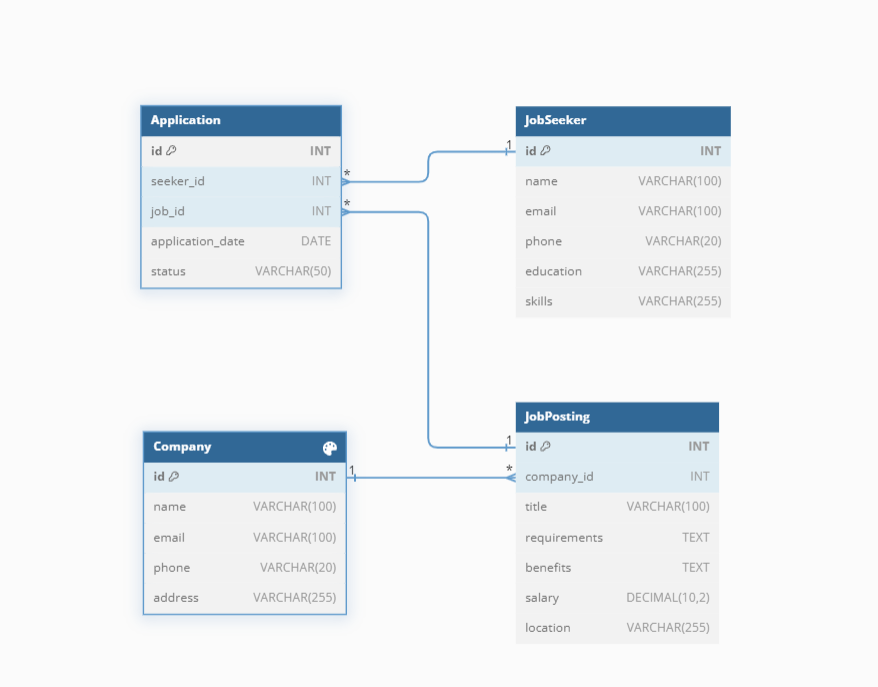 Application
id INT
seeker_id INT
job_id INT
application_date DATE
status VARCHAR(50)
*
*
JobSeeker
1
id INT
name VARCHAR(100)
email VARCHAR(100)
phone VARCHAR(20)
education VARCHAR(255)
skills VARCHAR(255)
Company
id INT
1
name VARCHAR(100)
email VARCHAR(100)
phone VARCHAR(20)
address VARCHAR(255)
JobPosting
1
id INT
*
company_id INT
title VARCHAR(100)
requirements TEXT
benefits TEXT
salary DECIMAL(10,2)
location VARCHAR(255)